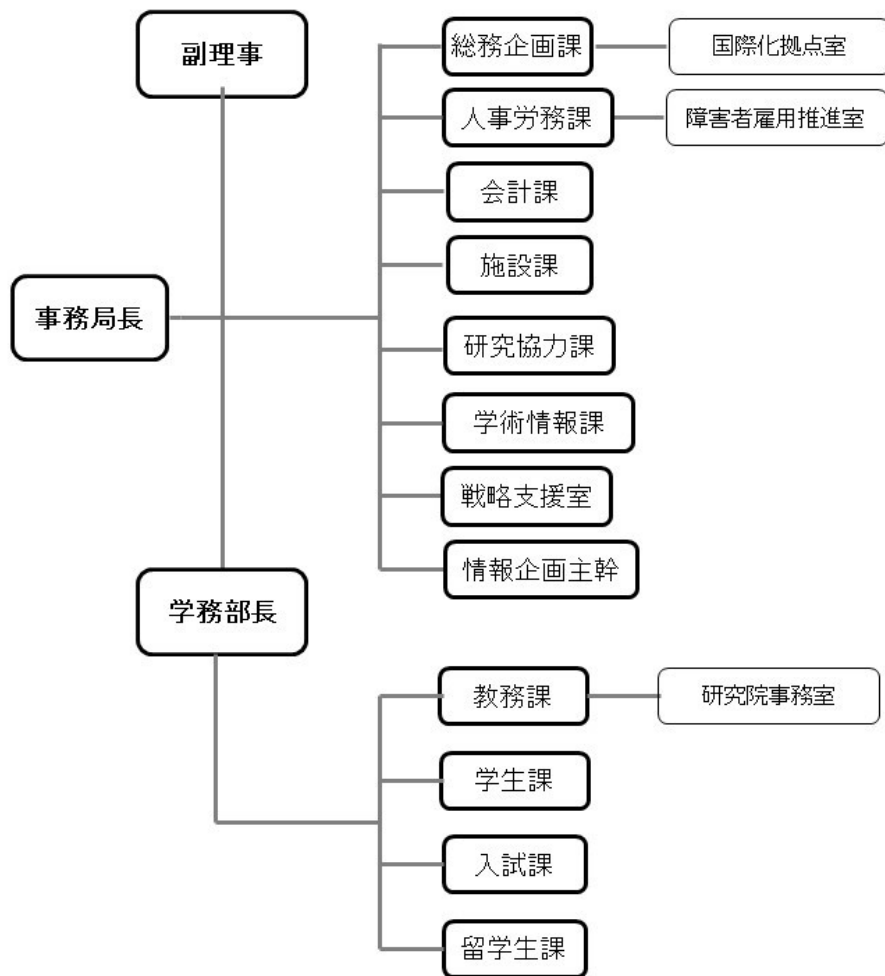 副理事
総務企画課
国際化拠点室
人事労務課
障害者雇用推進室
会計課
施設課
事務局長
研究協力課
学術情報課
戦略支援室
情報企画主幹
学務部長
教務課
研究院事務室
学生課
入試課
留学生課